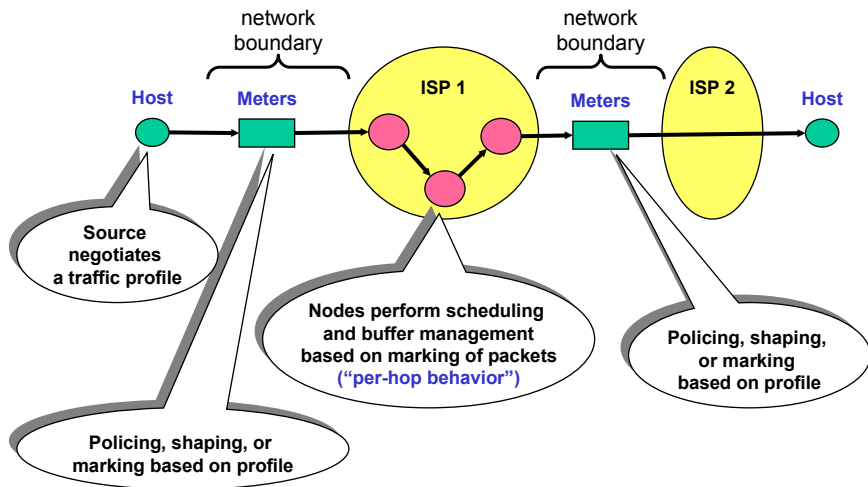 network
boundary
network
boundary
ISP 1
ISP 2
Host
Meters
Meters
Host
Source
negotiates
a traffic profile
Nodes perform scheduling
and buffer management
based on marking of packets
(“per-hop behavior”)
Policing, shaping,
or marking
based on profile
Policing, shaping, or
marking based on profile